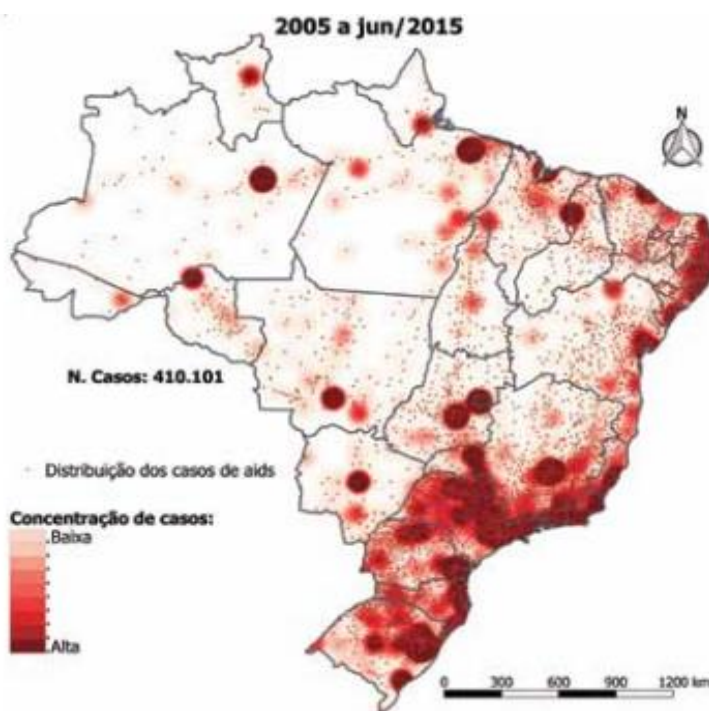 2005 a jun/2015
N
N. Casos: 410.101
Distribuição dos casos de aids
Concentração de casos:
Baixa
Alta
0 300 600 900 1200 km